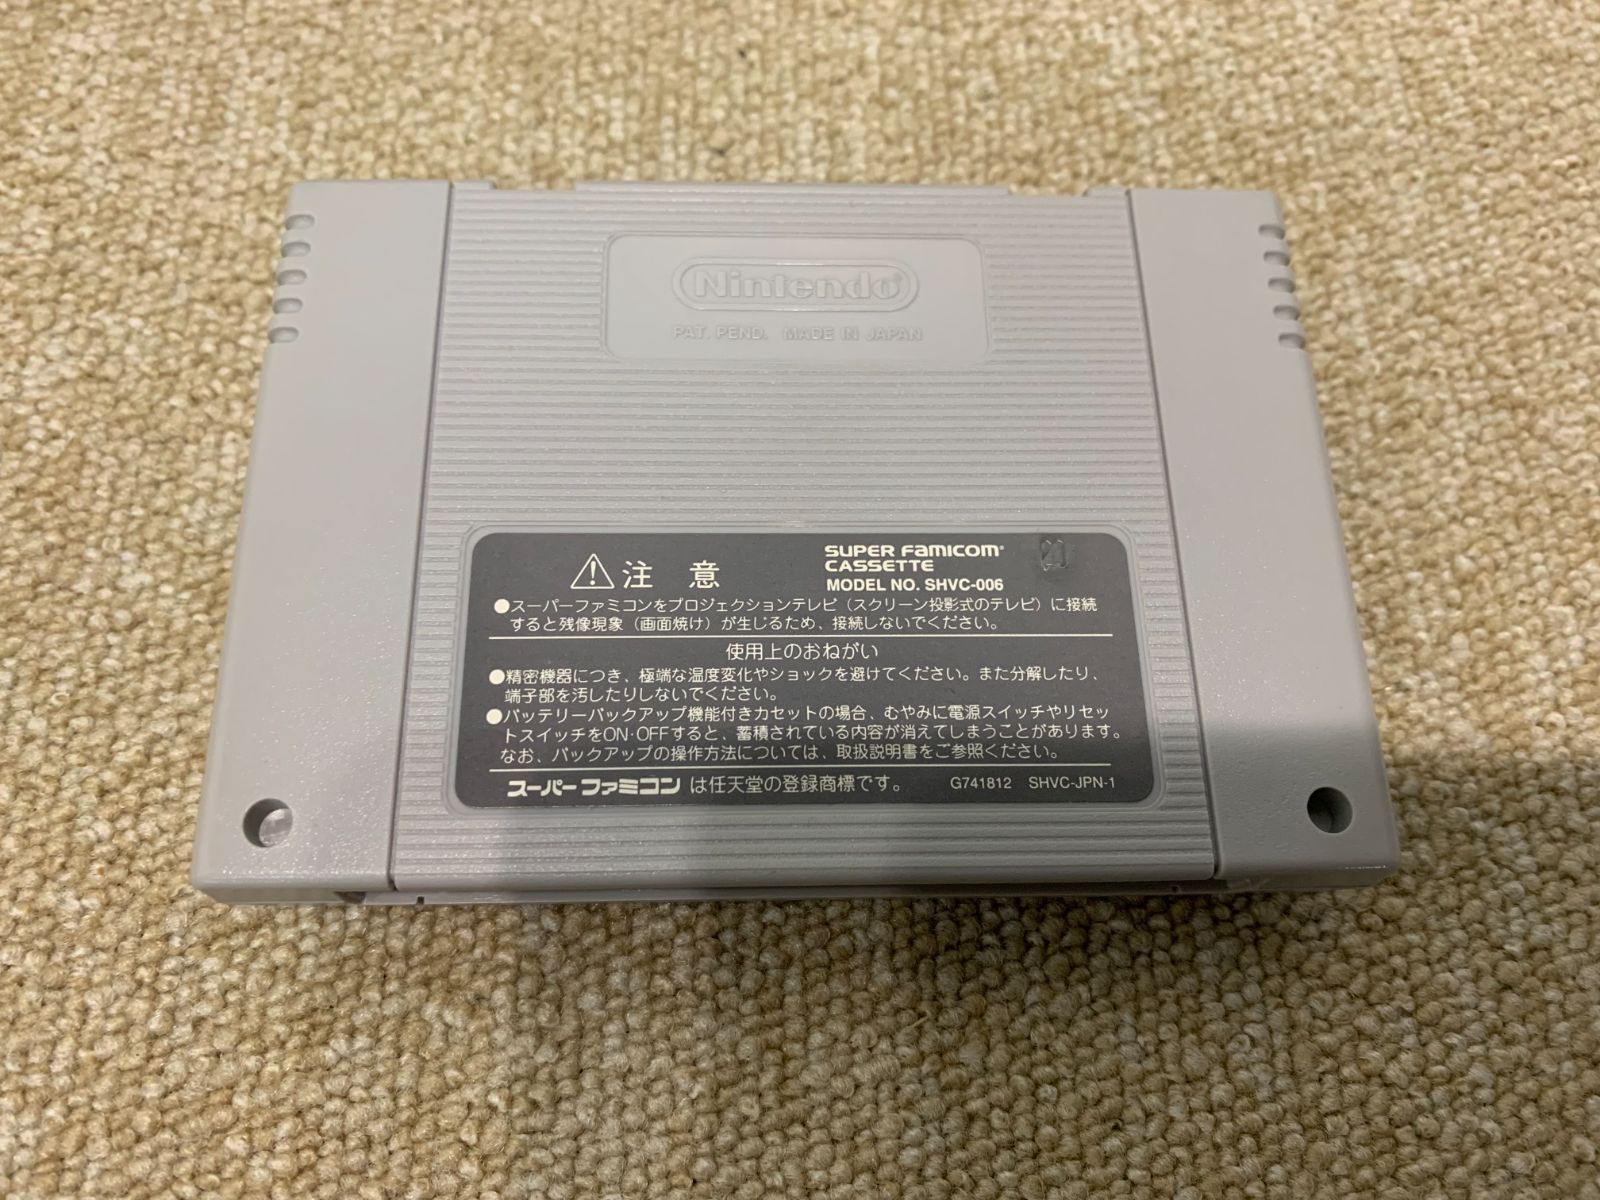 Nintendo®
PAT. PEND. MADE IN JAPAN
注 意
SUPER FAMICOM®
CASSETTE
MODEL NO. SHVC-006
●スーパーファミコンをプロジェクションテレビ（スクリーン投影式のテレビ）に接続
すると残像現象（画面焼け）が生じるため、接続しないでください。
使用上のおねがい
●精密機器につき、極端な温度変化やショックを避けてください。また分解したり、
端子部を汚したりしないでください。
●バッテリーバックアップ機能付きカセットの場合、むやみに電源スイッチやリセッ
トスイッチをON・OFFすると、蓄積されている内容が消えてしまうことがあります。
なお、バックアップの操作方法については、取扱説明書をご参照ください。
スーパーファミコン は任天堂の登録商標です。 G741812 SHVC-JPN-1